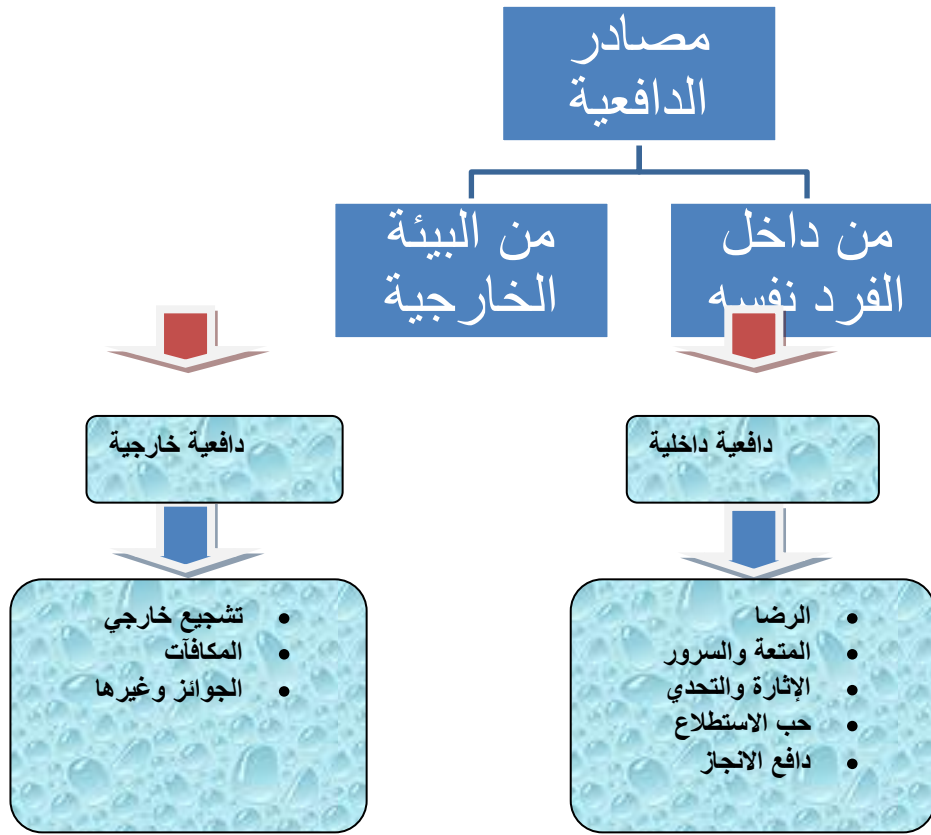 مصادر
الدافعية
من داخل
الفرد نفسه
من البيئة
الخارجية
دافعية داخلية
دافعية خارجية
• الرضا
• المتعة والسرور
• الإثارة والتحدي
• حب الاستطلاع
• دافع الانجاز
• تشجيع خارجي
• المكافآت
• الجوائز وغيرها